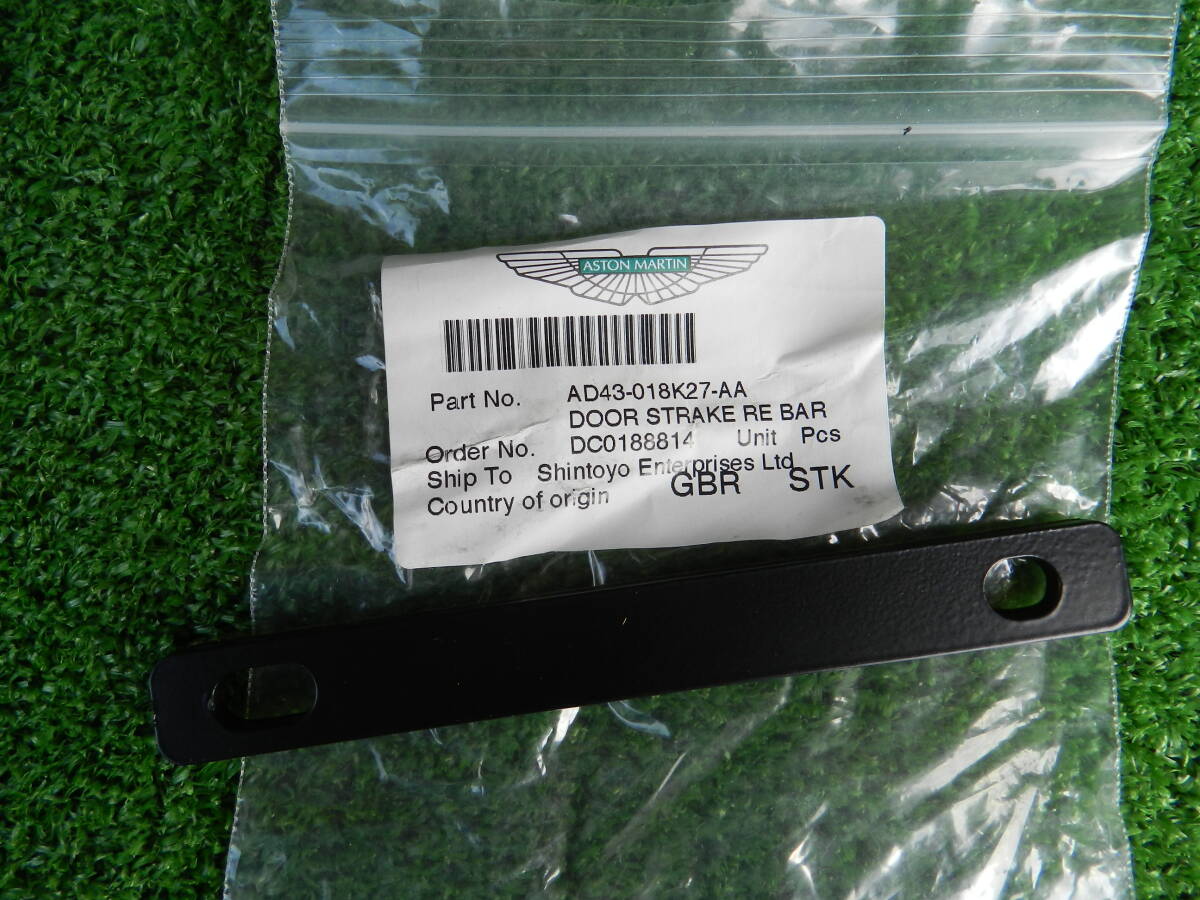 ASTON MARTIN
Part No. AD43-018K27-AA
DOOR STRAKE RE BAR
Order No. DC0188814 Unit Pcs
Ship To Shintoyo Enterprises Ltd
Country of origin GBR STK